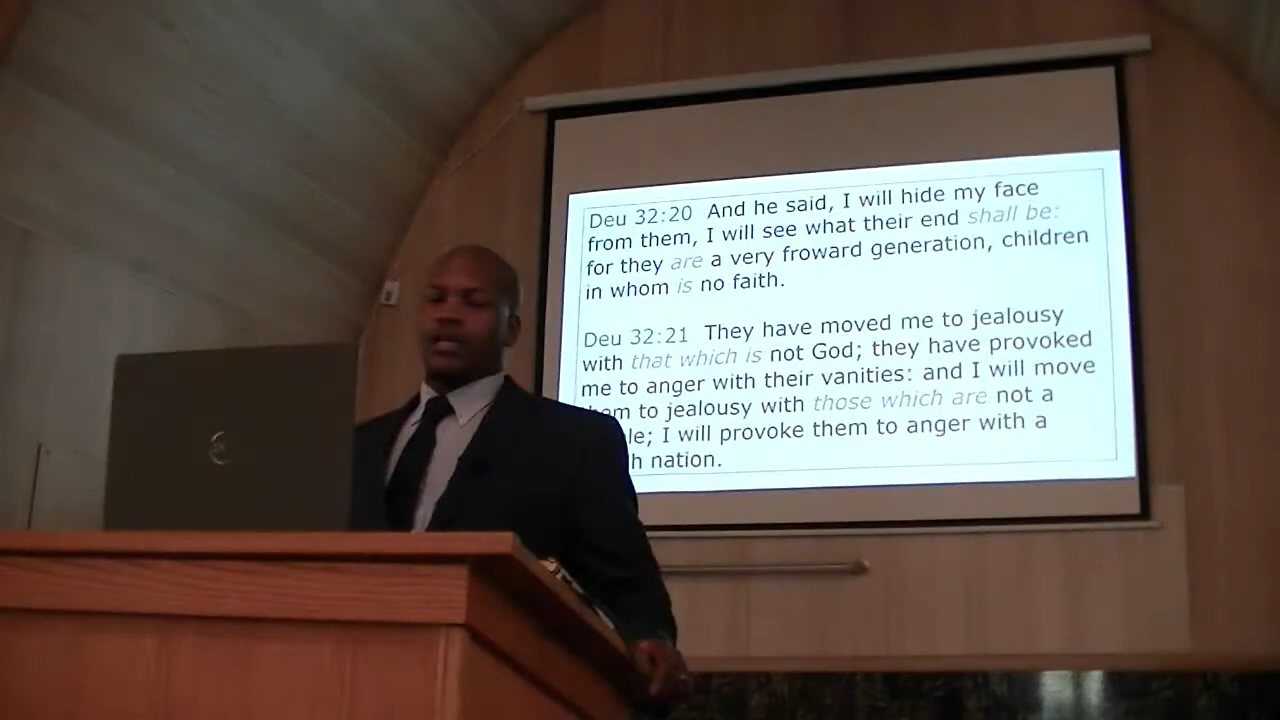 Deu 32:20 And he said, I will hide my face
from them, I will see what their end shall be:
for they are a very froward generation, children
in whom is no faith.
Deu 32:21 They have moved me to jealousy
with that which is not God; they have provoked
me to anger with their vanities: and I will move
them to jealousy with those which are not a
le; I will provoke them to anger with a
h nation.